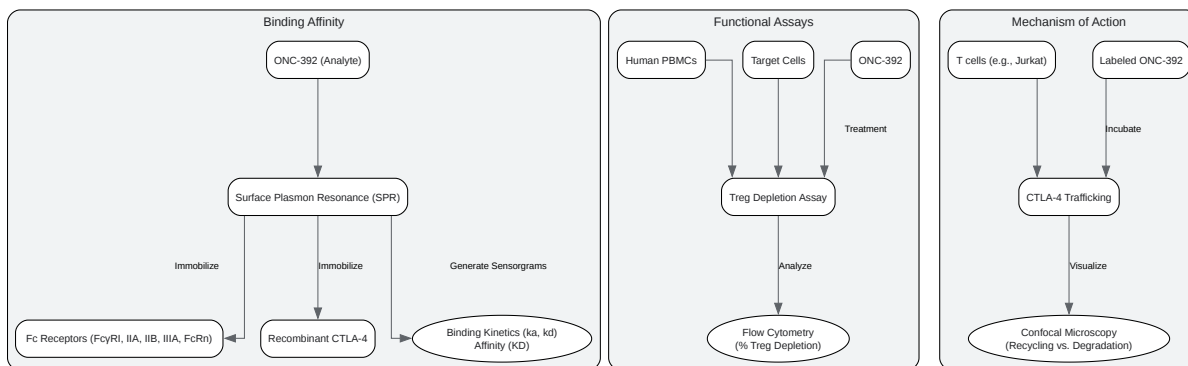 Binding Affinity
ONC-392 (Analyte)
Surface Plasmon Resonance (SPR)
Immobilize
Immobilize
Generate Sensorgrams
Fc Receptors (FcγRI, IIA, IIB, IIIA, FcRn)
Recombinant CTLA-4
Binding Kinetics (ka, kd)
Affinity (KD)
Functional Assays
Human PBMCs
Target Cells
ONC-392
Treatment
Treg Depletion Assay
Analyze
Flow Cytometry
(% Treg Depletion)
Mechanism of Action
T cells (e.g., Jurkat)
Labeled ONC-392
Incubate
CTLA-4 Trafficking
Visualize
Confocal Microscopy
(Recycling vs. Degradation)